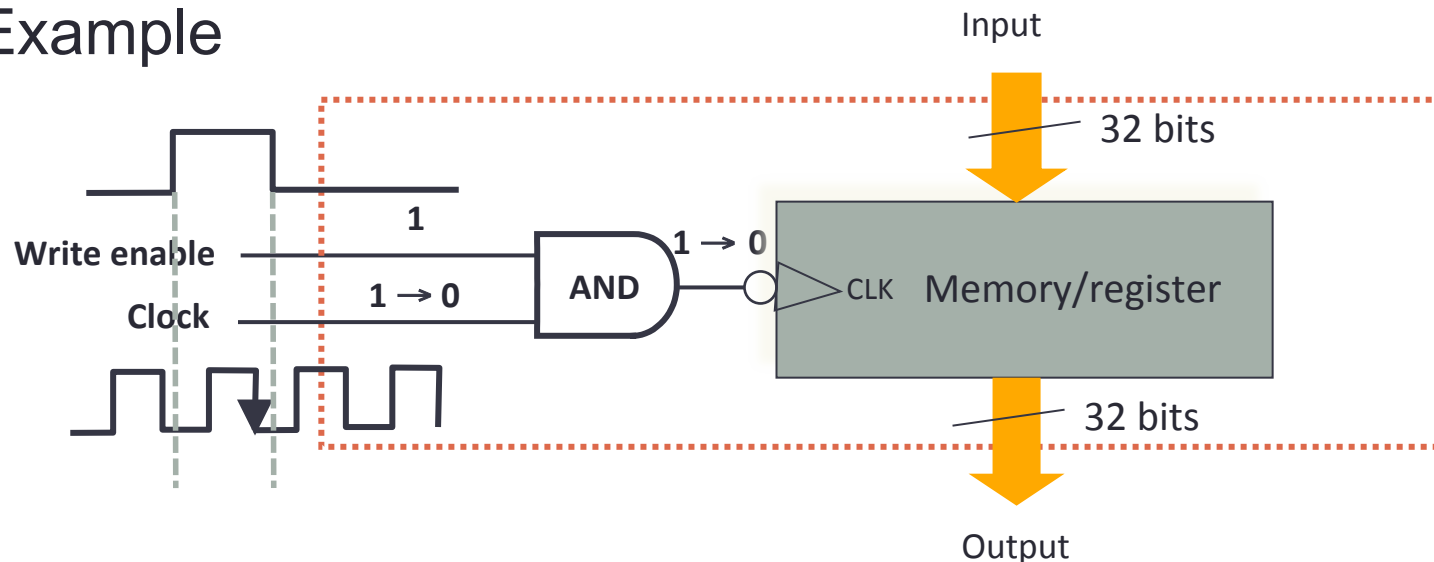 Example
Input
32 bits
1
Write enable
1 → 0
AND
CLK
Memory/register
1 → 0
Clock
32 bits
Output